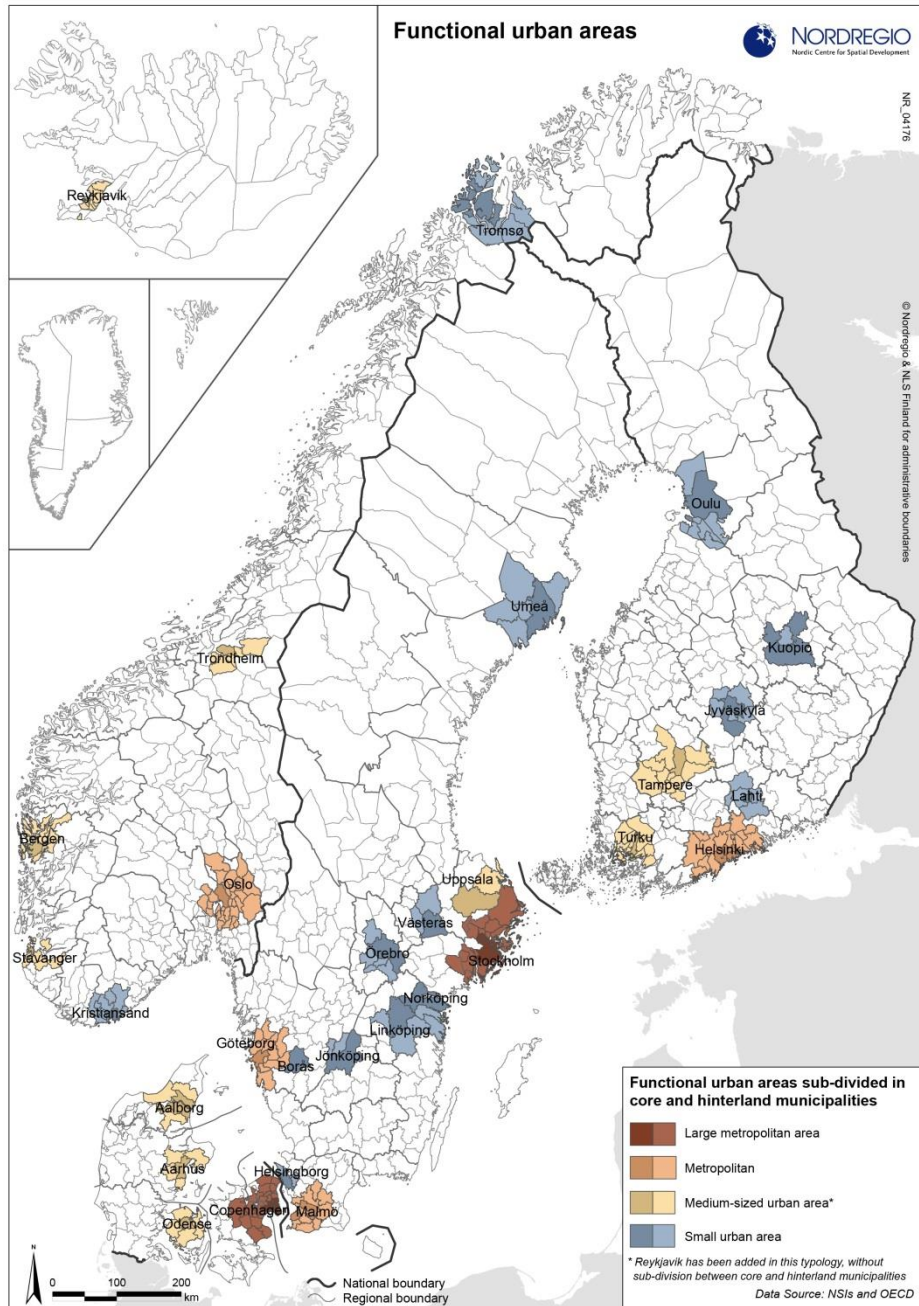 Functional urban areas
NORDREGIO
Nordic Centre for Spatial Development
NR_04176
© Nordregio & NLS Finland for administrative boundaries
Reykjavik
Tromsø
Oulu
Umeå
Kuopio
Trondheim
Jyväskylä
Tampere
Lahti
Bergen
Turku
Helsinki
Oslo
Uppsala
Västerås
Stavanger
Örebro
Stockholm
Kristiansand
Norköping
Linköping
Göteborg
Jönköping
Borås
Aalborg
Aarhus
Helsingborg
Copenhagen
Malmö
Odense
Functional urban areas sub-divided in
core and hinterland municipalities
Large metropolitan area
Metropolitan
Medium-sized urban area*
Small urban area
* Reykjavik has been added in this typology, without
sub-division between core and hinterland municipalities
Data Source: NSIs and OECD
N
0 100 200
km
National boundary
Regional boundary